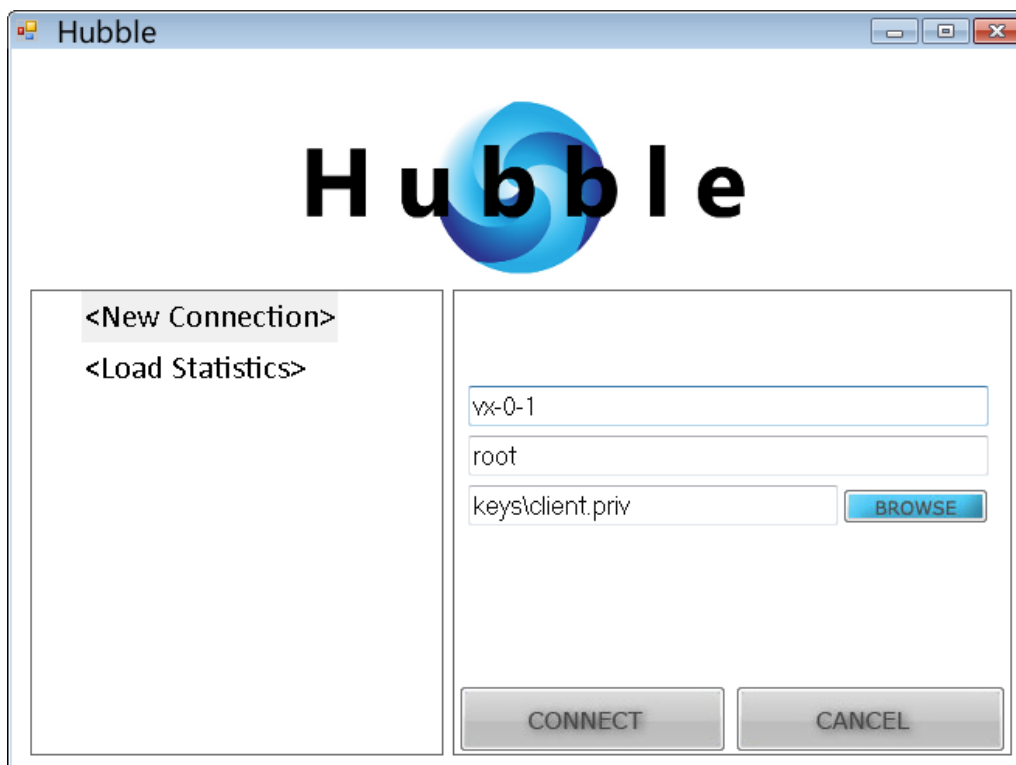 Hubble
Hubble
<New Connection>
<Load Statistics>
vx-0-1
root
keys\client.priv
BROWSE
CONNECT
CANCEL